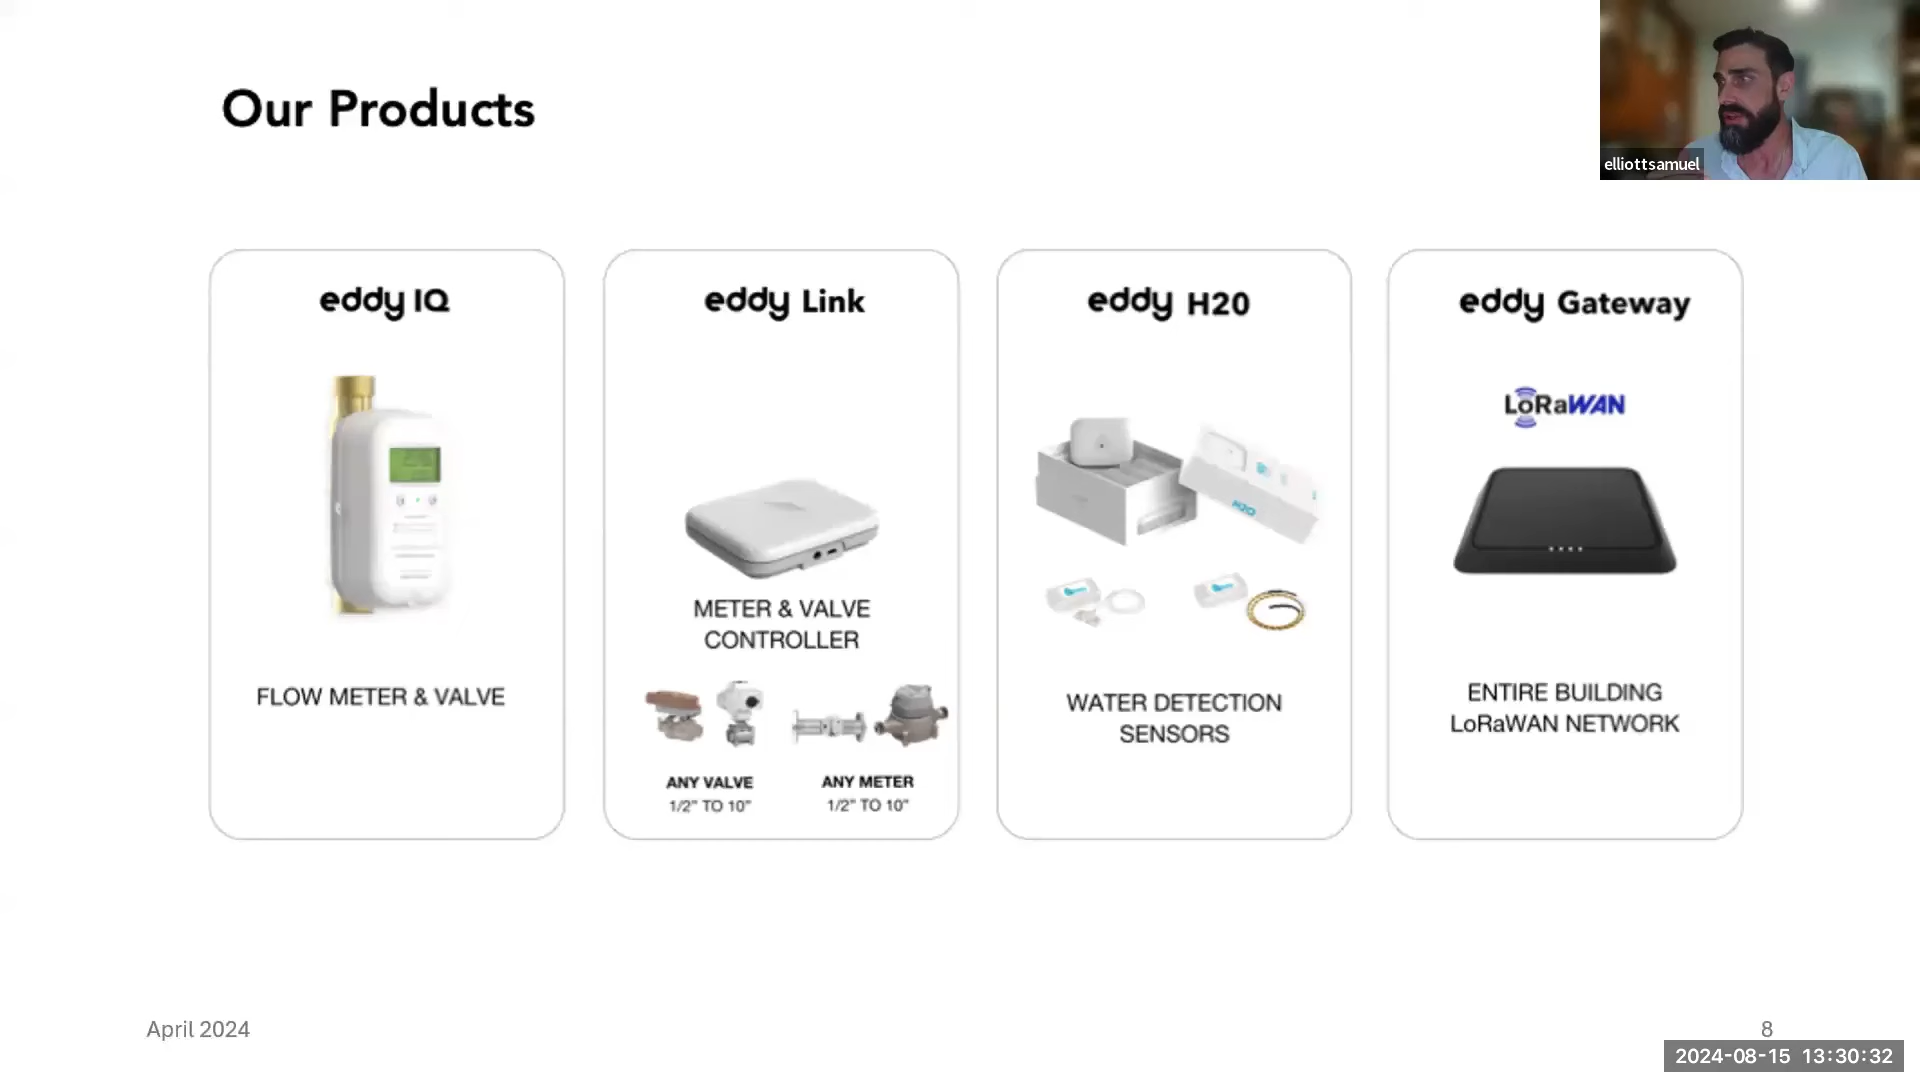 Our Products
elliottsamuel
eddy IQ
FLOW METER & VALVE
eddy Link
METER & VALVE
CONTROLLER
ANY VALVE
1/2" TO 10"
ANY METER
1/2" TO 10"
eddy H20
H2O
WATER DETECTION
SENSORS
eddy Gateway
LoRaWAN
ENTIRE BUILDING
LoRaWAN NETWORK
April 2024
8
2024-08-15 13:30:32